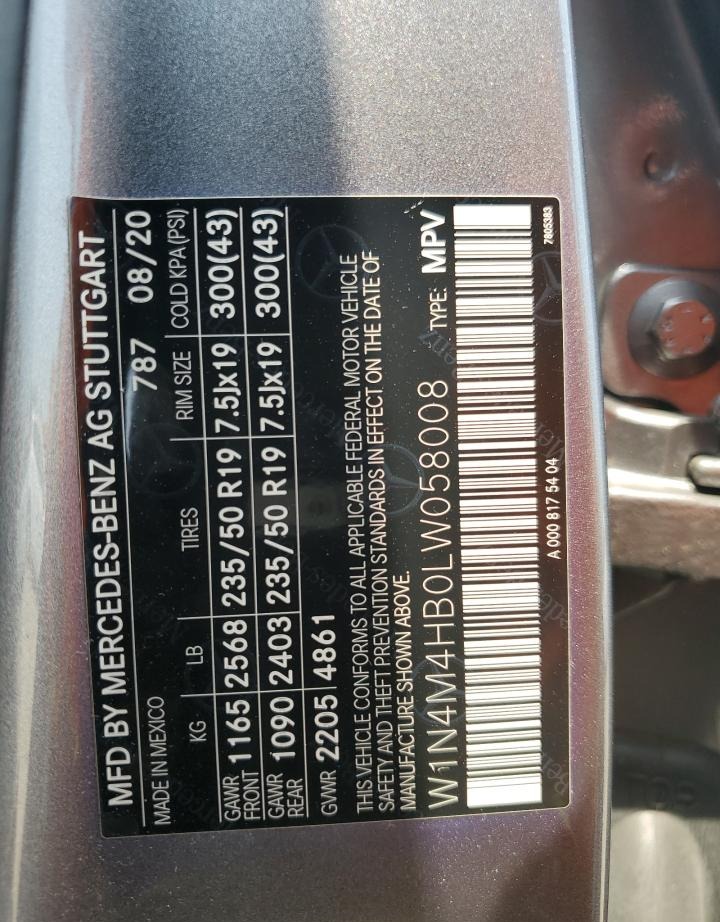 MFD BY MERCEDES-BENZ AG STUTTGART
MADE IN MEXICO 787 08/20
KG LB TIRES RIM SIZE COLD KPA(PSI)
GAWR FRONT 1165 2568 235/50 R19 7.5Jx19 300(43)
GAWR REAR 1090 2403 235/50 R19 7.5Jx19 300(43)
GVWR 2205 4861
THIS VEHICLE CONFORMS TO ALL APPLICABLE FEDERAL MOTOR VEHICLE
SAFETY AND THEFT PREVENTION STANDARDS IN EFFECT ON THE DATE OF
MANUFACTURE SHOWN ABOVE.
W1N4M4HB0LW058008 TYPE: MPV
A 000 817 54 04 7805383